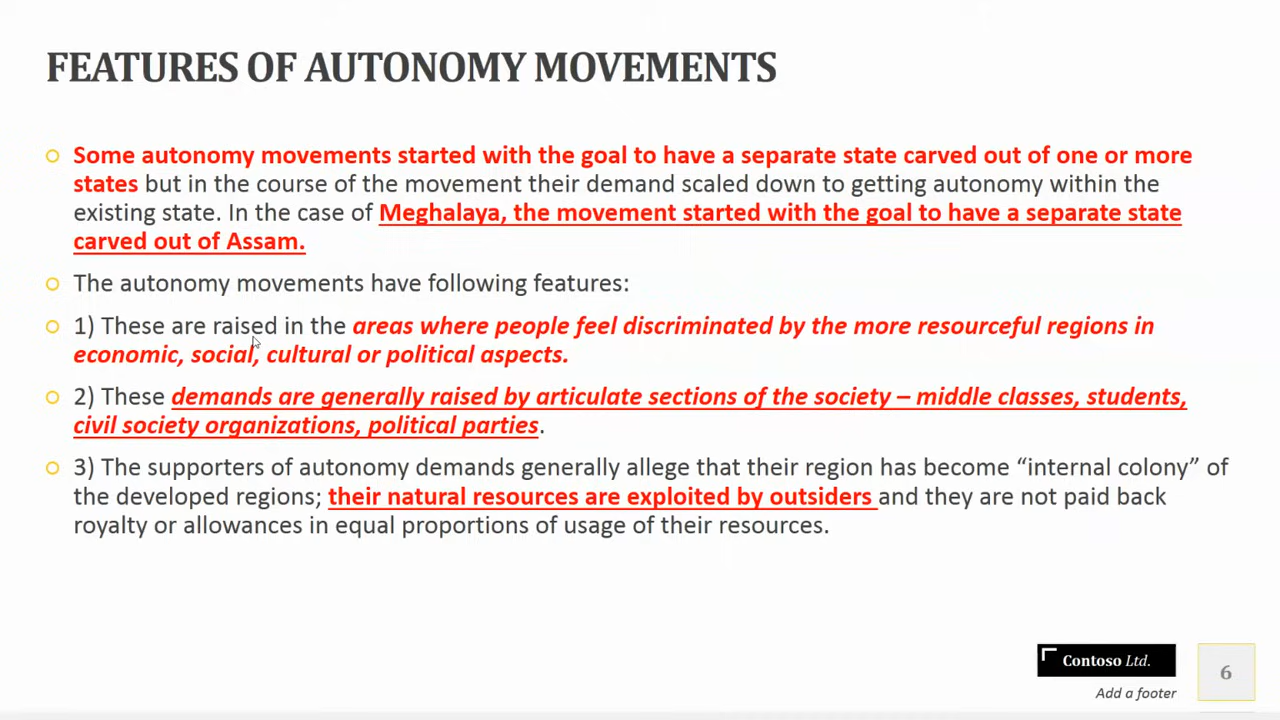 FEATURES OF AUTONOMY MOVEMENTS
Some autonomy movements started with the goal to have a separate state carved out of one or more
states but in the course of the movement their demand scaled down to getting autonomy within the
existing state. In the case of Meghalaya, the movement started with the goal to have a separate state
carved out of Assam.
The autonomy movements have following features:
1) These are raised in the areas where people feel discriminated by the more resourceful regions in
economic, social, cultural or political aspects.
2) These demands are generally raised by articulate sections of the society – middle classes, students,
civil society organizations, political parties.
3) The supporters of autonomy demands generally allege that their region has become “internal colony” of
the developed regions; their natural resources are exploited by outsiders and they are not paid back
royalty or allowances in equal proportions of usage of their resources.
Contoso Ltd.
Add a footer
6